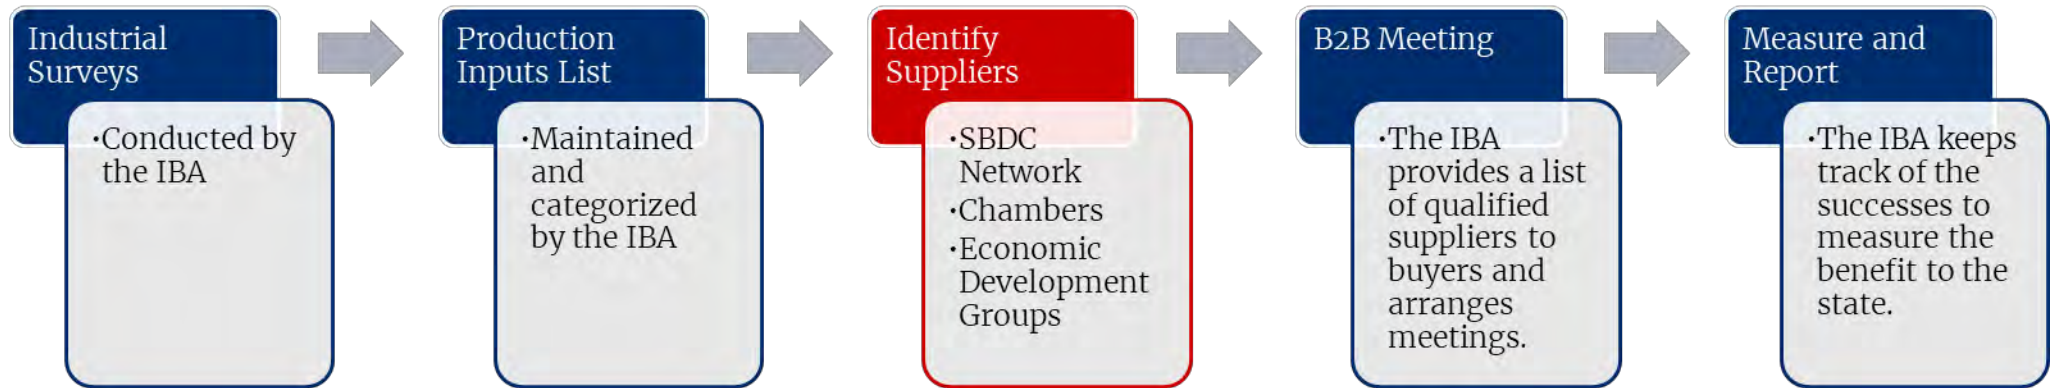 Industrial
Surveys
·Conducted by
the IBA
Production
Inputs List
·Maintained
and
categorized
by the IBA
Identify
Suppliers
·SBDC
Network
·Chambers
·Economic
Development
Groups
B2B Meeting
·The IBA
provides a list
of qualified
suppliers to
buyers and
arranges
meetings.
Measure and
Report
·The IBA keeps
track of the
successes to
measure the
benefit to the
state.